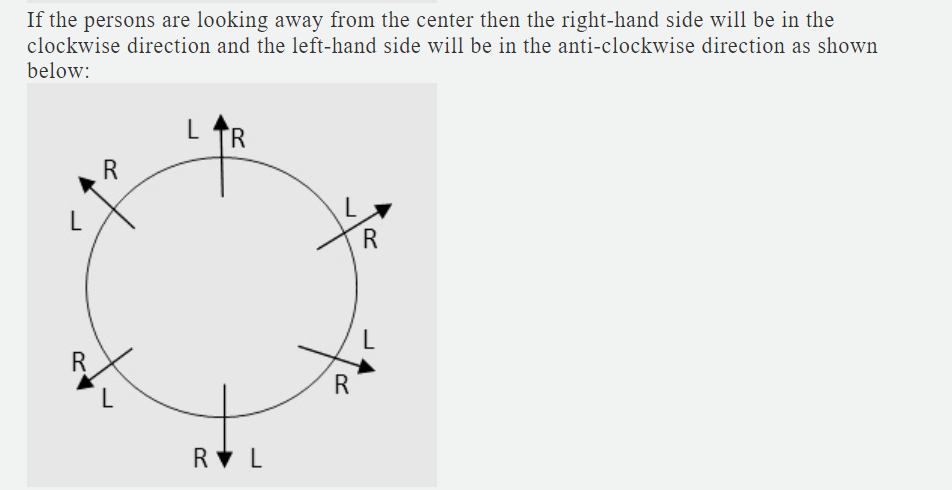 If the persons are looking away from the center then the right-hand side will be in the
clockwise direction and the left-hand side will be in the anti-clockwise direction as shown
below:
L R
R
L
L
R
L
R
R
L
R L